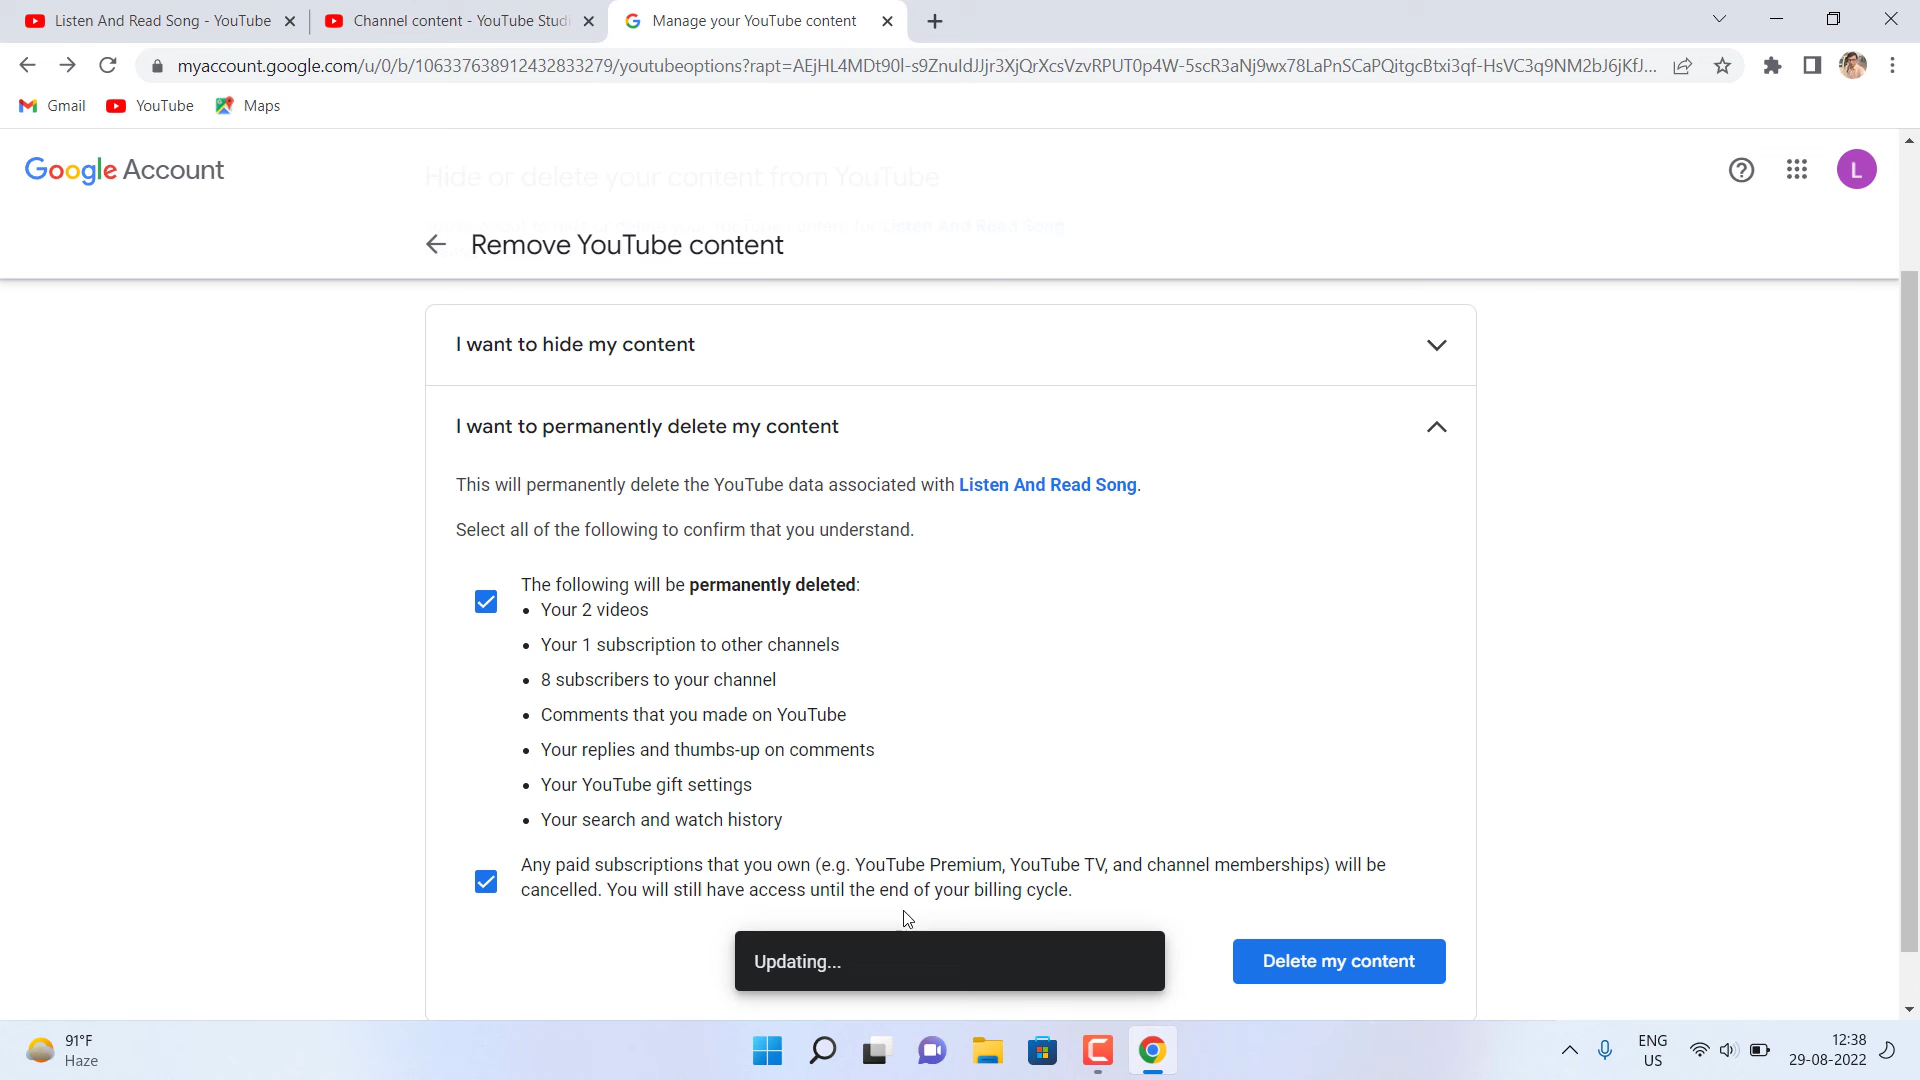 Listen And Read Song - YouTube
Channel content - YouTube Studi
Manage your YouTube content
myaccount.google.com/u/0/b/106337638912432833279/youtubeoptions?rapt=AEjHL4MDt90l-s9ZnuldJJjr3XjQrXcsVzvRPUT0p4W-5scR3aNj9wx78LaPnSCaPQitgcBtxi3qf-HsVC3q9NM2bJ6jKfJ...
Gmail
YouTube
Maps
Google Account
Hide or delete your content from YouTube
L
Listen And Read Song
Remove YouTube content
I want to hide my content
I want to permanently delete my content
This will permanently delete the YouTube data associated with Listen And Read Song.
Select all of the following to confirm that you understand.
The following will be permanently deleted:
• Your 2 videos
• Your 1 subscription to other channels
• 8 subscribers to your channel
• Comments that you made on YouTube
• Your replies and thumbs-up on comments
• Your YouTube gift settings
• Your search and watch history
Any paid subscriptions that you own (e.g. YouTube Premium, YouTube TV, and channel memberships) will be
cancelled. You will still have access until the end of your billing cycle.
Updating...
Delete my content
91°F
Haze
ENG
US
12:38
29-08-2022